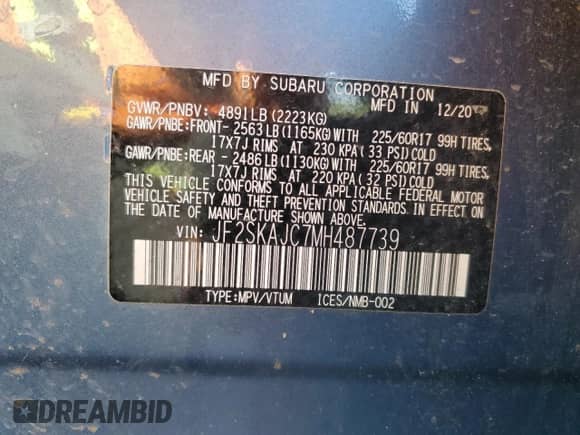 MFD BY SUBARU CORPORATION
GVWR/PNBV: 4891LB(2223KG) MFD IN 12/20
GAWR/PNBE:FRONT- 2563LB(1165KG)WITH 225/60R17 99H TIRES,
17X7J RIMS AT 230 KPA(33 PSI)COLD
GAWR/PNBE:REAR - 2486LB(1130KG)WITH 225/60R17 99H TIRES,
17X7J RIMS AT 220 KPA(32 PSI)COLD
THIS VEHICLE CONFORMS TO ALL APPLICABLE FEDERAL MOTOR
VEHICLE SAFETY AND THEFT PREVENTION STANDARDS IN EFFECT
ON THE DATE OF MANUFACTURE SHOWN ABOVE.
VIN: JF2SKAJC7MH487739
TYPE:MPV/VTUM ICES/NMB-002
DREAMBID